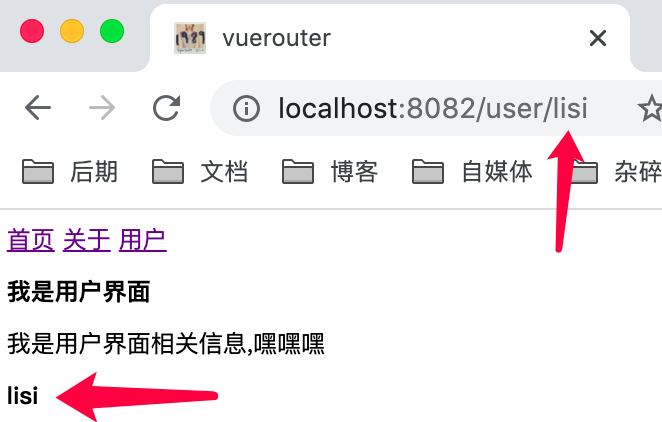 vuerouter
localhost:8082/user/lisi
后期 文档 博客 自媒体 杂碎
首页 关于 用户
我是用户界面
我是用户界面相关信息,嘿嘿嘿
lisi